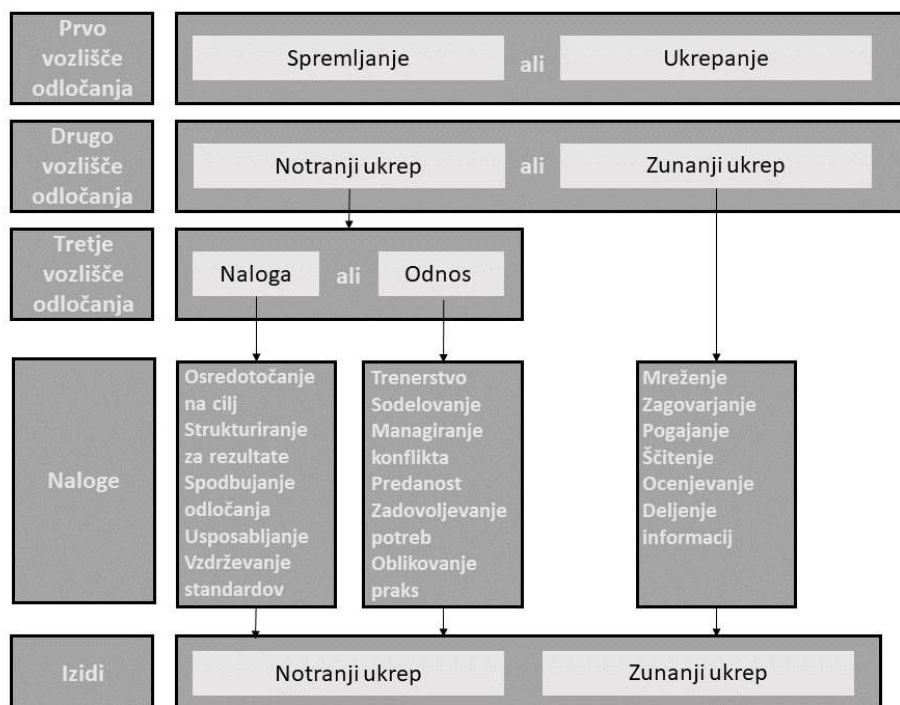 Prvo
vozlišče
odločanja
Spremljanje
ali
Ukrepanje
Drugo
vozlišče
odločanja
Notranji ukrep
ali
Zunanji ukrep
Tretje
vozlišče
odločanja
Naloga
ali
Odnos
Naloge
Osredotočanje
na cilj
Strukturiranje
za rezultate
Spodbujanje
odločanja
Usposabljanje
Vzdrževanje
standardov
Trenerstvo
Sodelovanje
Managiranje
konflikta
Predanost
Zadovoljevanje
potreb
Oblikovanje
praks
Mreženje
Zagovarjanje
Pogajanje
Ščitenje
Ocenjevanje
Deljenje
informacij
Izidi
Notranji ukrep
Zunanji ukrep